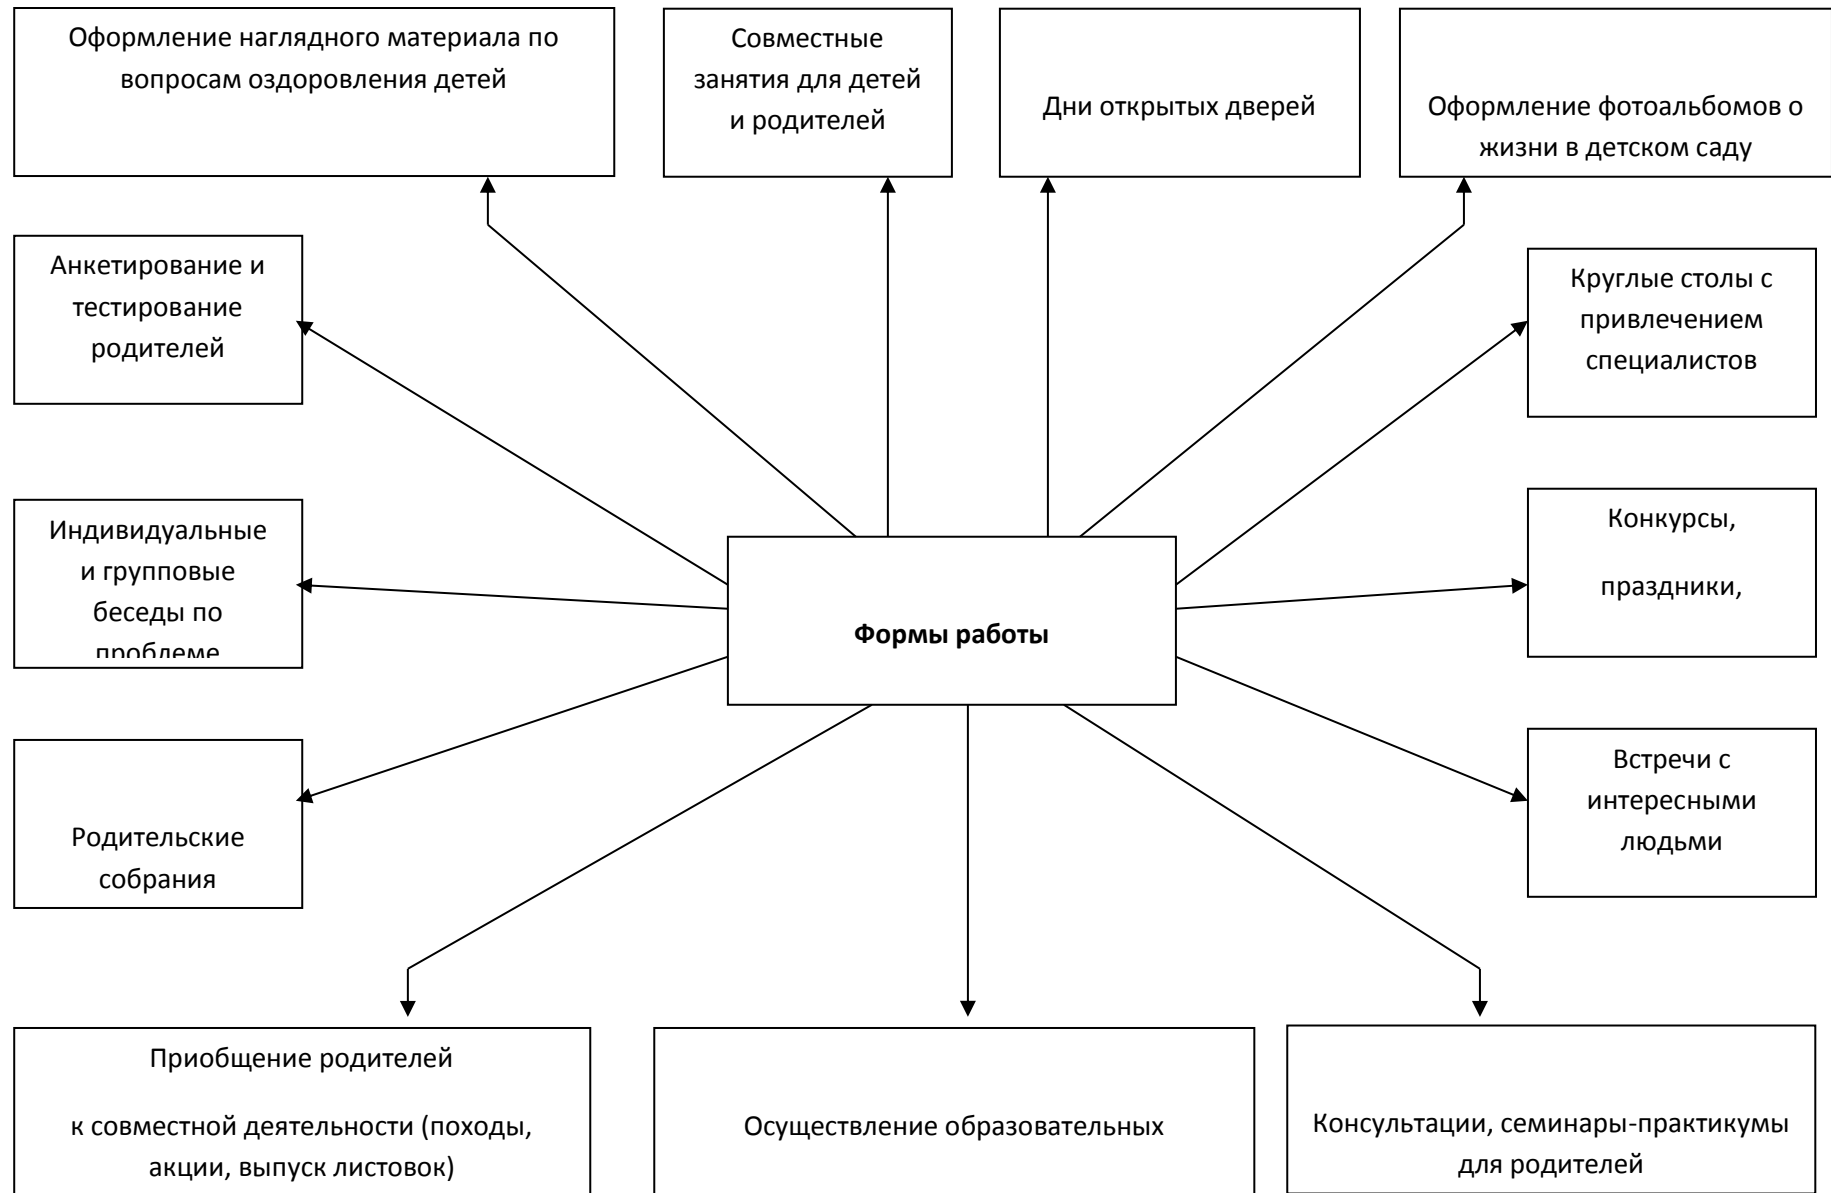 Оформление наглядного материала по
вопросам оздоровления детей
Совместные
занятия для детей
и родителей
Дни открытых дверей
Оформление фотоальбомов о
жизни в детском саду
Анкетирование и
тестирование
родителей
Круглые столы с
привлечением
специалистов
Индивидуальные
и групповые
беседы по
проблеме
Конкурсы,
праздники,
Формы работы
Родительские
собрания
Встречи с
интересными
людьми
Приобщение родителей
к совместной деятельности (походы,
акции, выпуск листовок)
Осуществление образовательных
Консультации, семинары-практикумы
для родителей